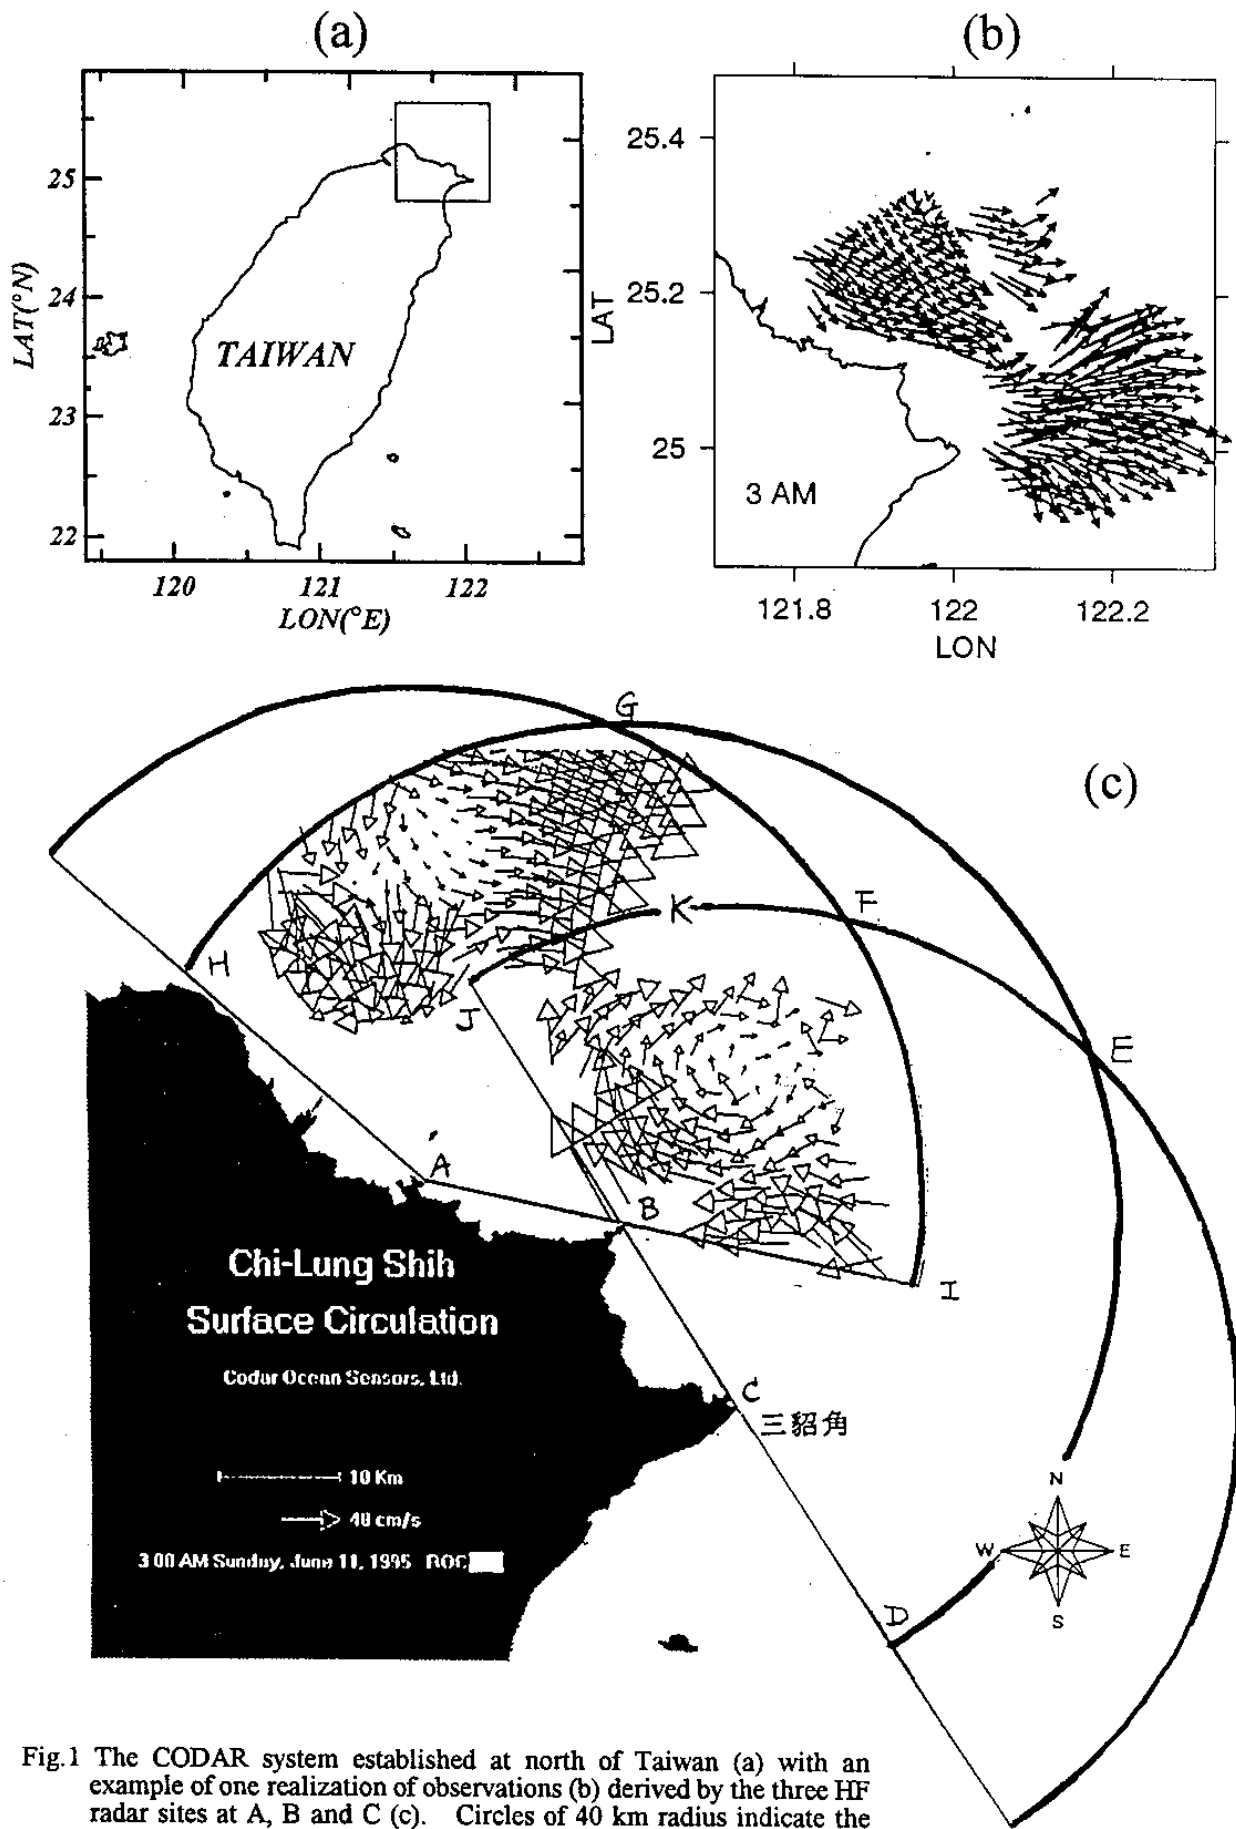 (a)
(b)
LAT(°N)
25
24
23
22
TAIWAN
120
121
122
LON(°E)
LAT
25.4
25.2
25
3 AM
121.8
122
122.2
LON
(c)
G
K
F
E
H
J
A
B
I
C
三貂角
D
N
W
E
S
Chi-Lung Shih
Surface Circulation
Codar Ocean Sensors, Ltd.
10 Km
40 cm/s
3:00 AM Sunday, June 11, 1995 ROC
Fig.1 The CODAR system established at north of Taiwan (a) with an
example of one realization of observations (b) derived by the three HF
radar sites at A, B and C (c). Circles of 40 km radius indicate the